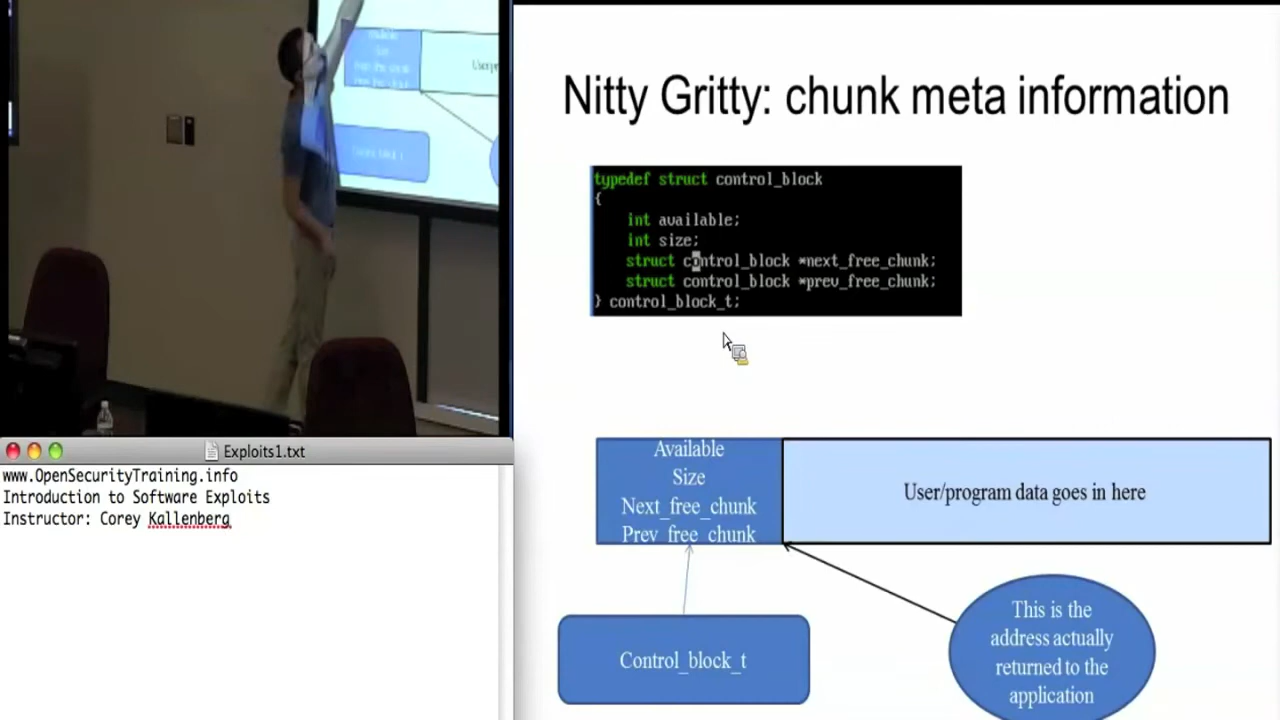 Nitty Gritty: chunk meta information
typedef struct control_block
{
int available;
int size;
struct control_block *next_free_chunk;
struct control_block *prev_free_chunk;
} control_block_t;
Available
Size
Next_free_chunk
Prev_free_chunk
User/program data goes in here
Control_block_t
This is the
address actually
returned to the
application
Exploits1.txt
www.OpenSecurityTraining.info
Introduction to Software Exploits
Instructor: Corey Kallenberg